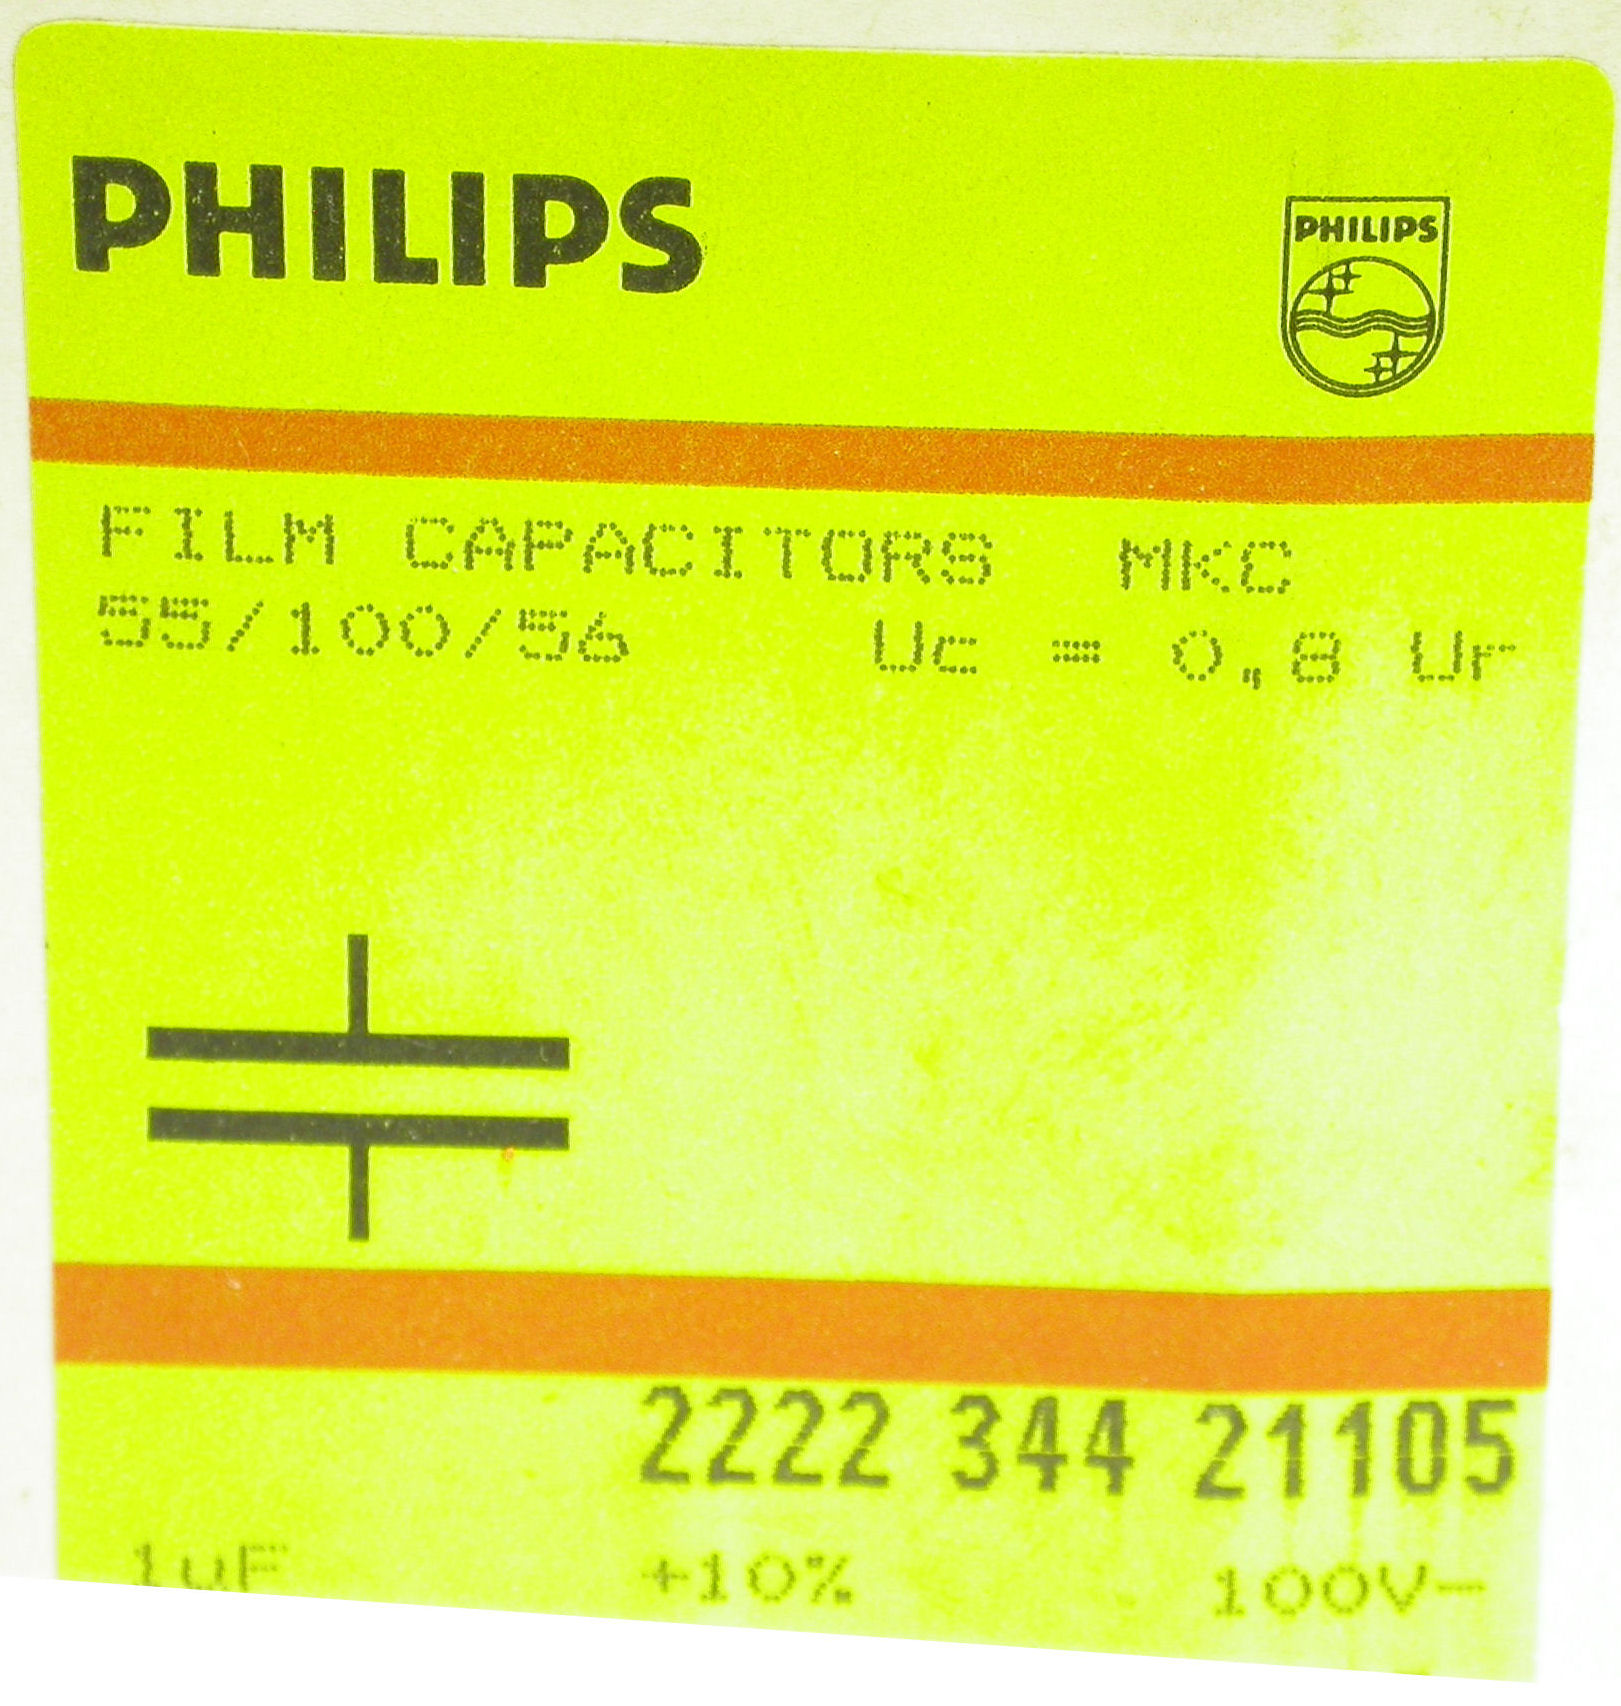 PHILIPS
PHILIPS
FILM CAPACITORS MKC
55/100/56 Uc = 0,8 Ur
2222 344 21105
1uF +10% 100V-